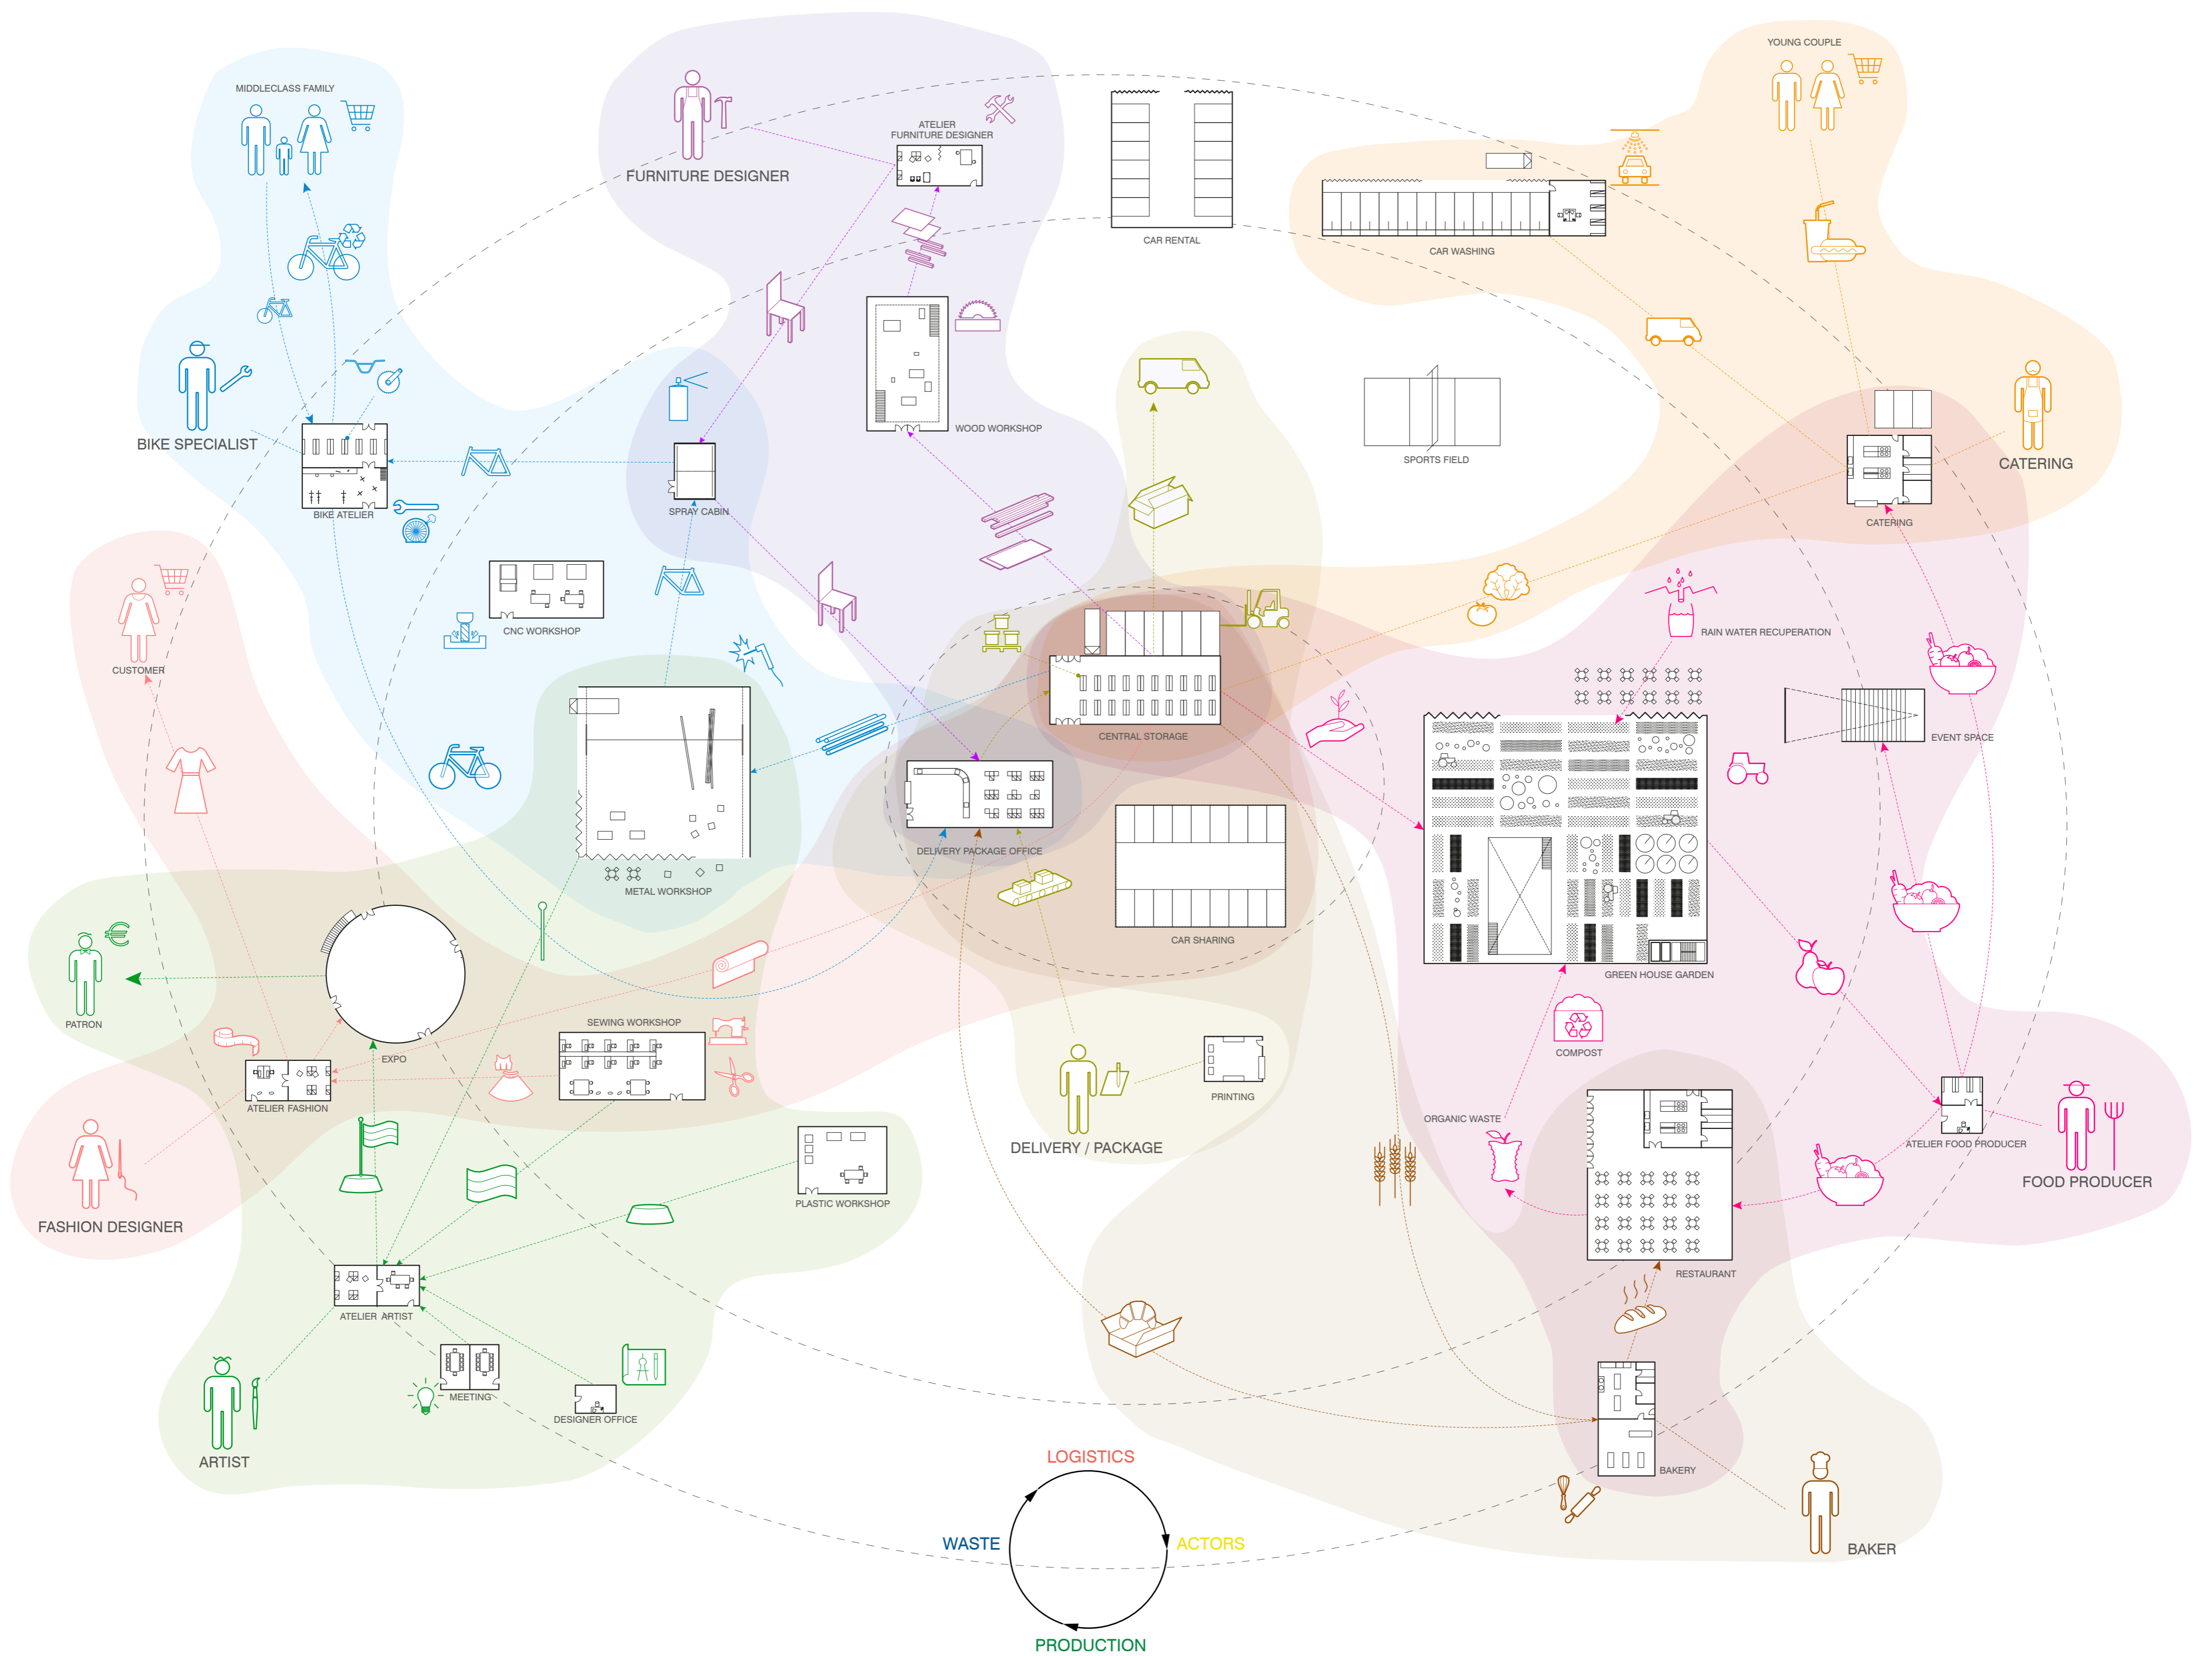 YOUNG COUPLE
MIDDLECLASS FAMILY
ATELIER
FURNITURE DESIGNER
FURNITURE DESIGNER
CAR RENTAL
CAR WASHING
BIKE SPECIALIST
WOOD WORKSHOP
SPORTS FIELD
CATERING
BIKE ATELIER
SPRAY CABIN
CATERING
CNC WORKSHOP
RAIN WATER RECUPERATION
CUSTOMER
CENTRAL STORAGE
EVENT SPACE
DELIVERY PACKAGE OFFICE
METAL WORKSHOP
CAR SHARING
GREEN HOUSE GARDEN
PATRON
SEWING WORKSHOP
EXPO
COMPOST
ATELIER FASHION
PRINTING
ORGANIC WASTE
DELIVERY / PACKAGE
ATELIER FOOD PRODUCER
FOOD PRODUCER
PLASTIC WORKSHOP
FASHION DESIGNER
RESTAURANT
ATELIER ARTIST
MEETING
DESIGNER OFFICE
ARTIST
LOGISTICS
BAKERY
WASTE
ACTORS
BAKER
PRODUCTION